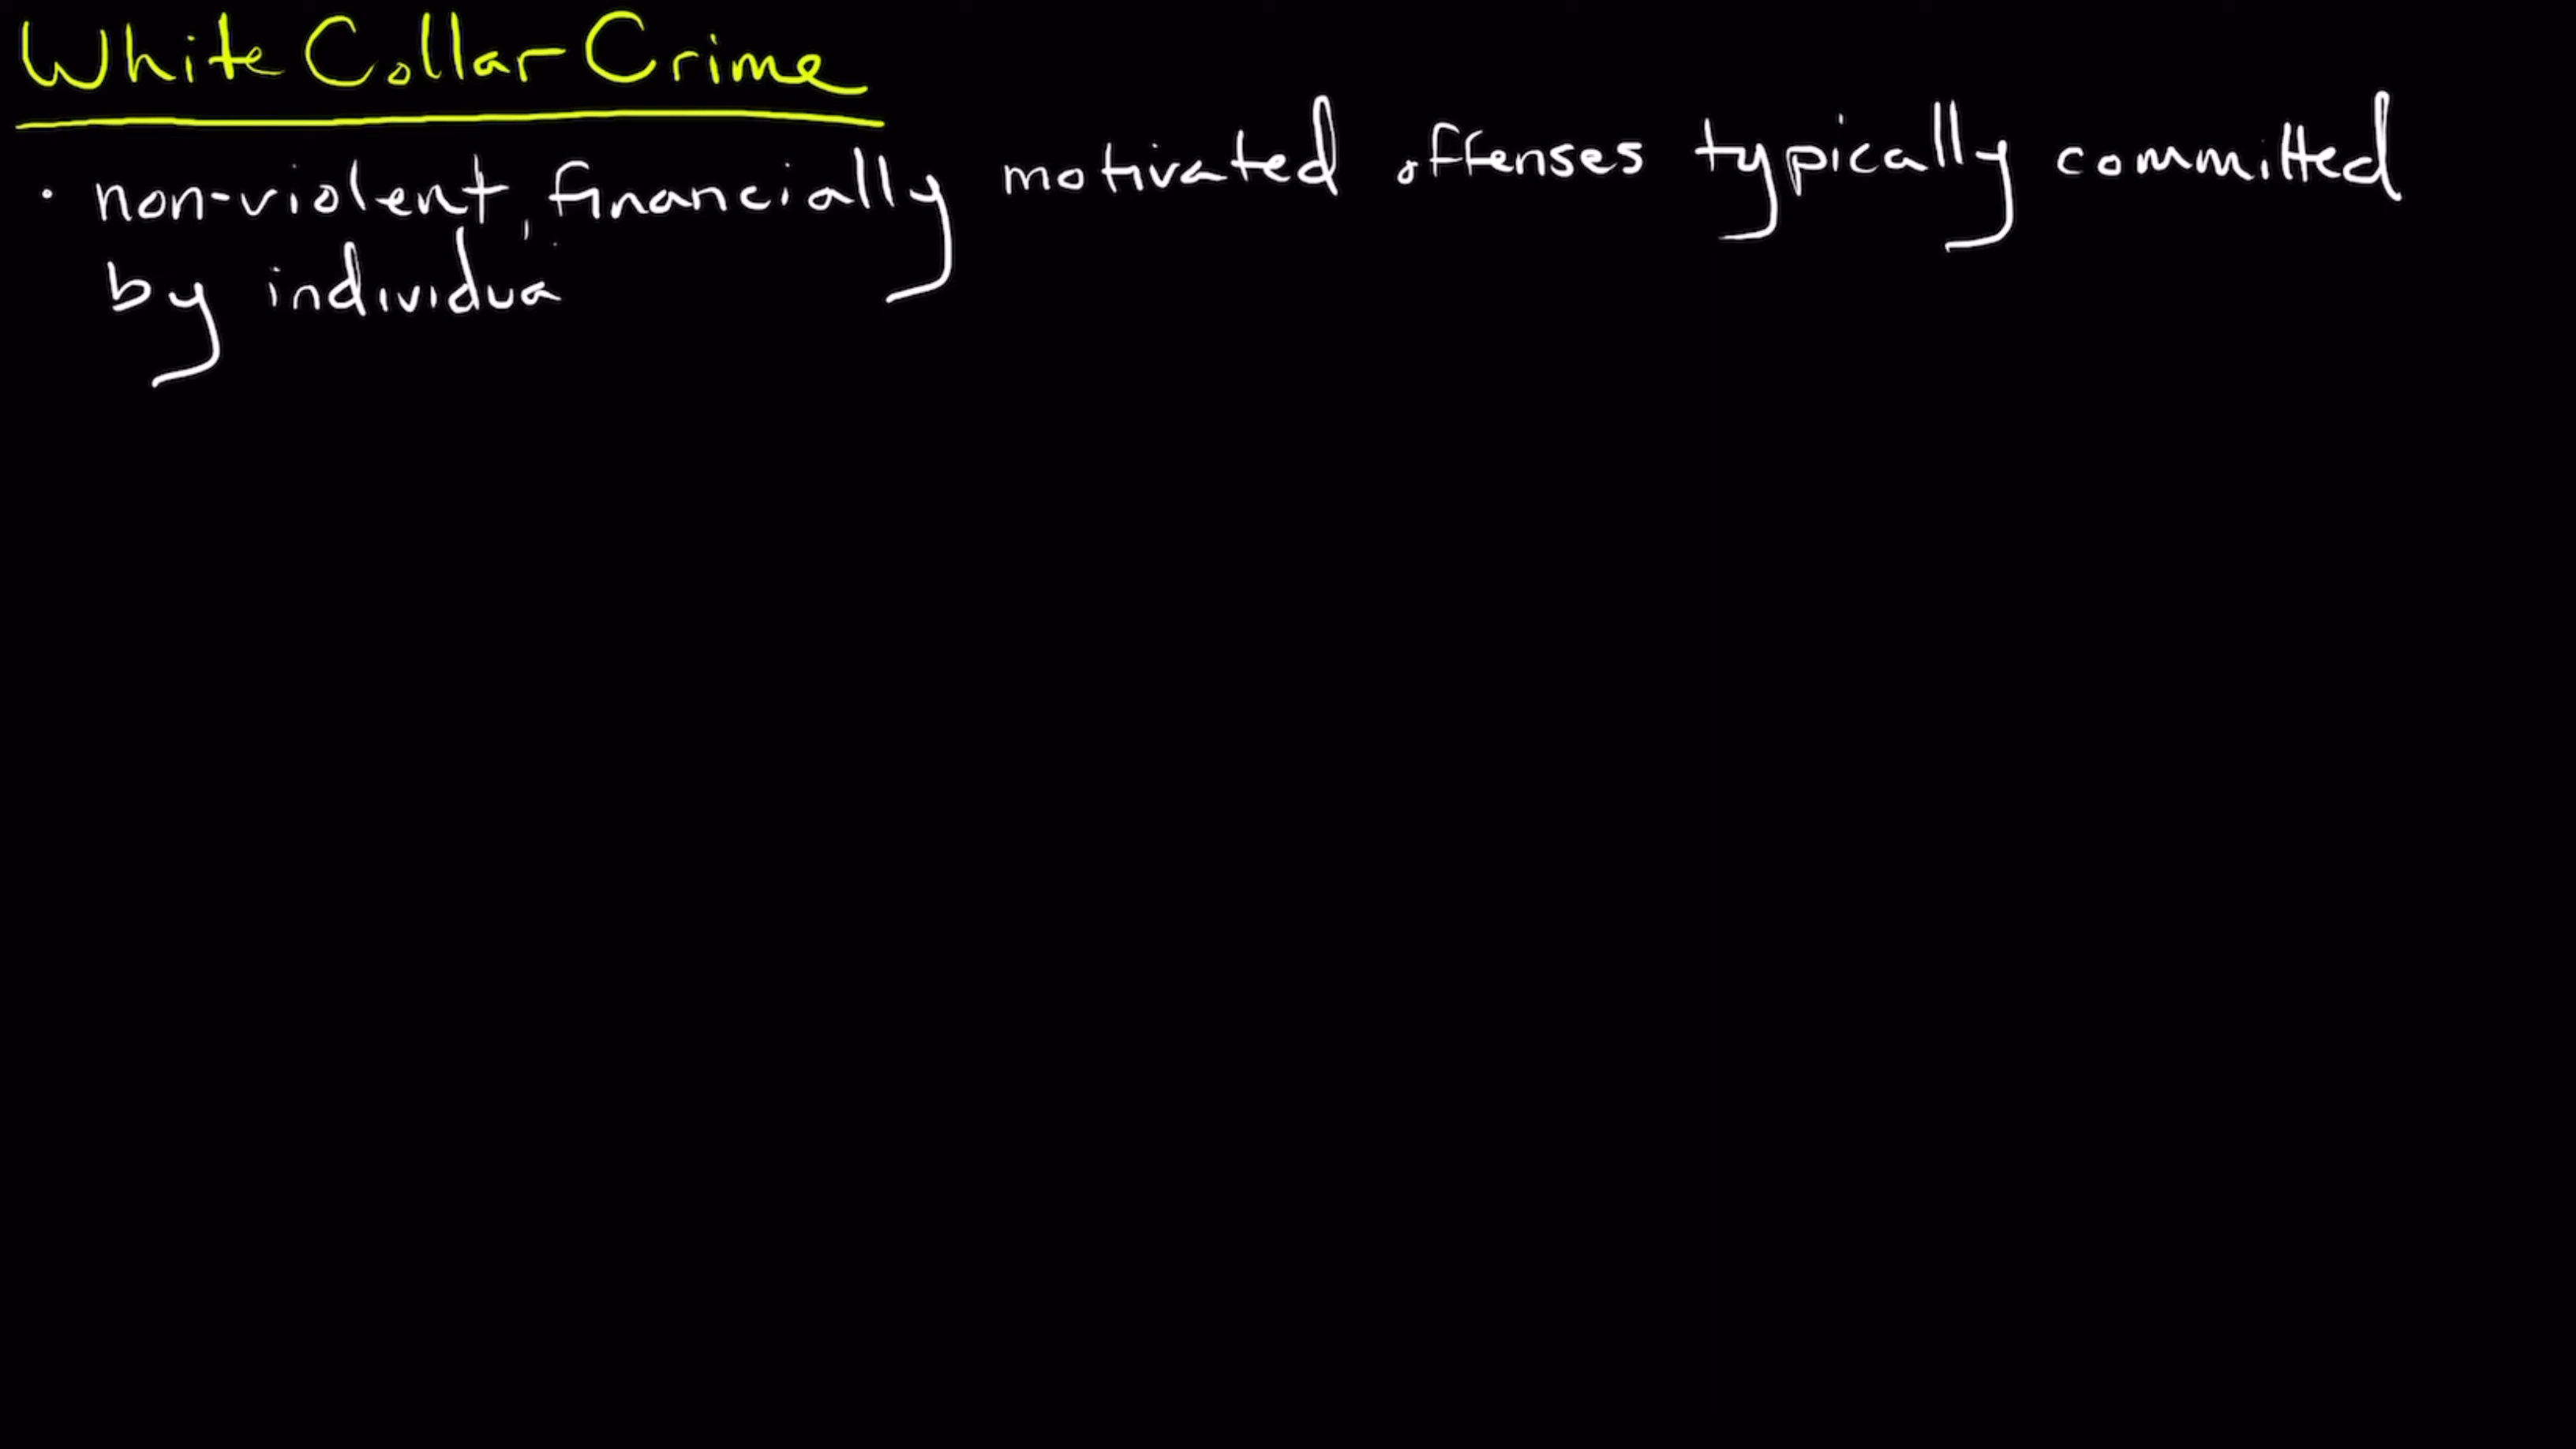 White Collar Crime
• non-violent, financially motivated offenses typically committed
by individua